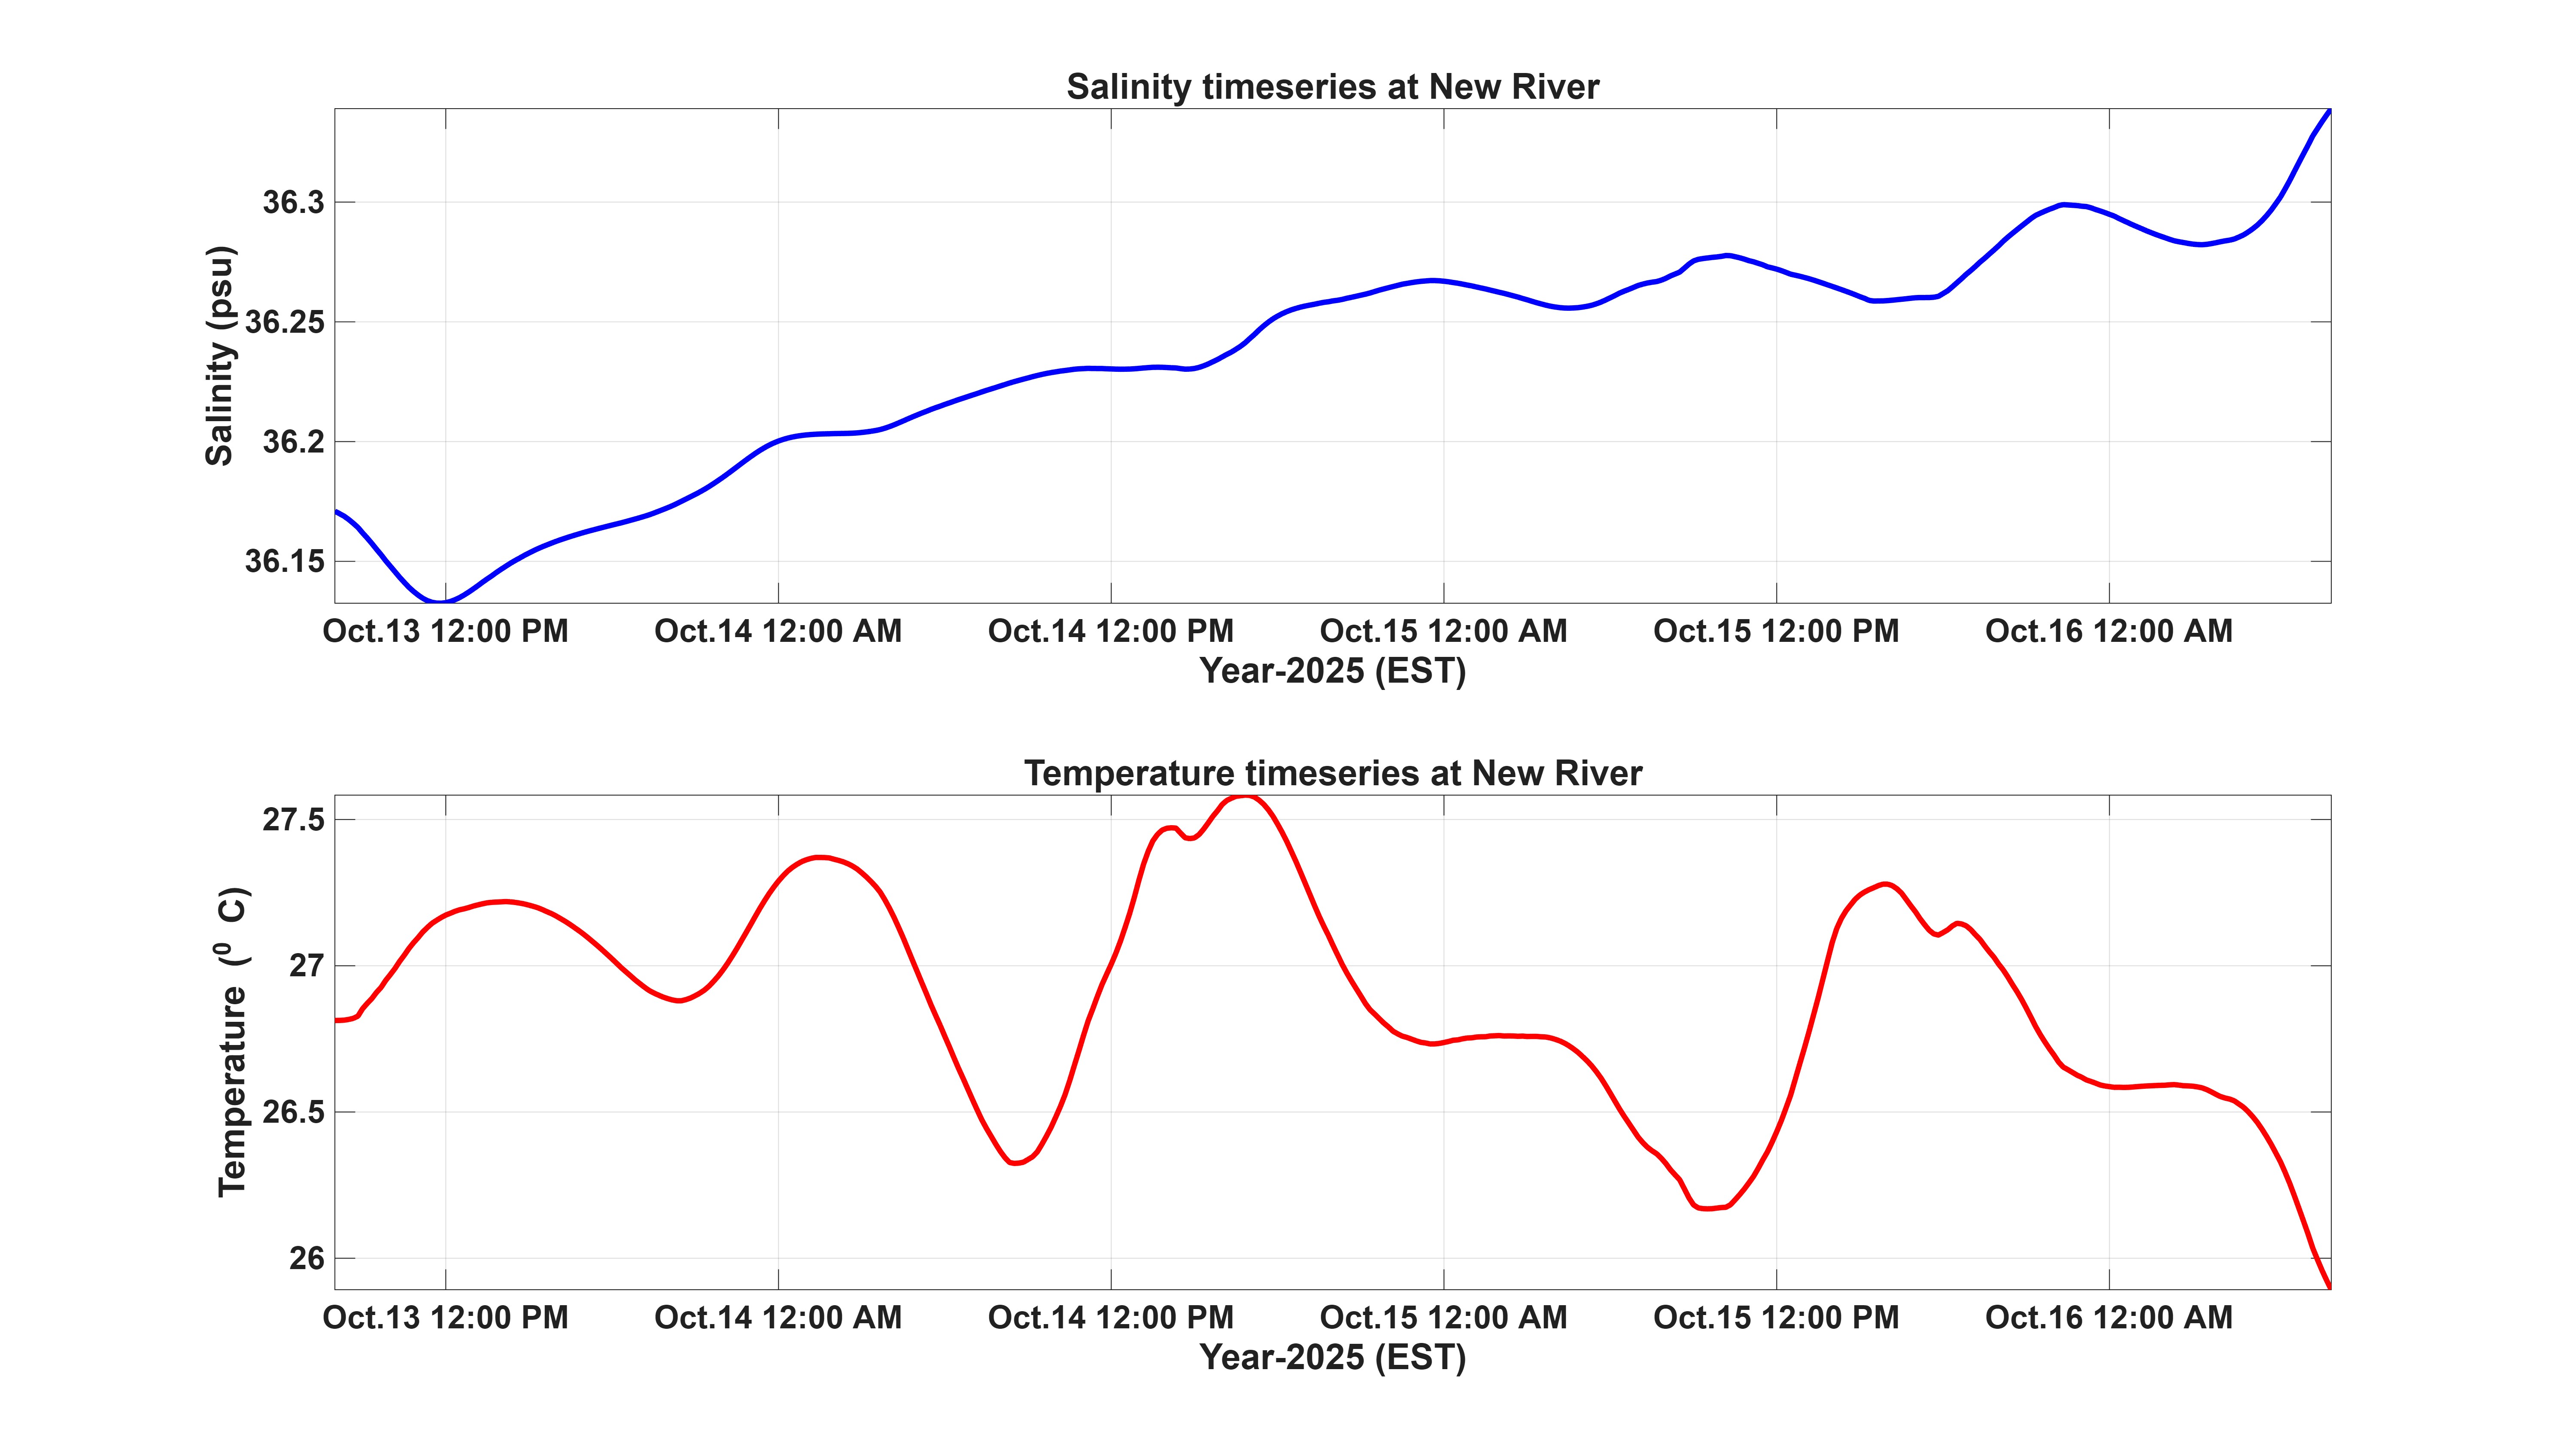 Salinity timeseries at New River
36.3
36.25
36.2
36.15
Salinity (psu)
Oct.13 12:00 PM Oct.14 12:00 AM Oct.14 12:00 PM Oct.15 12:00 AM Oct.15 12:00 PM Oct.16 12:00 AM
Year-2025 (EST)
Temperature timeseries at New River
27.5
27
26.5
26
Temperature (⁰ C)
Oct.13 12:00 PM Oct.14 12:00 AM Oct.14 12:00 PM Oct.15 12:00 AM Oct.15 12:00 PM Oct.16 12:00 AM
Year-2025 (EST)